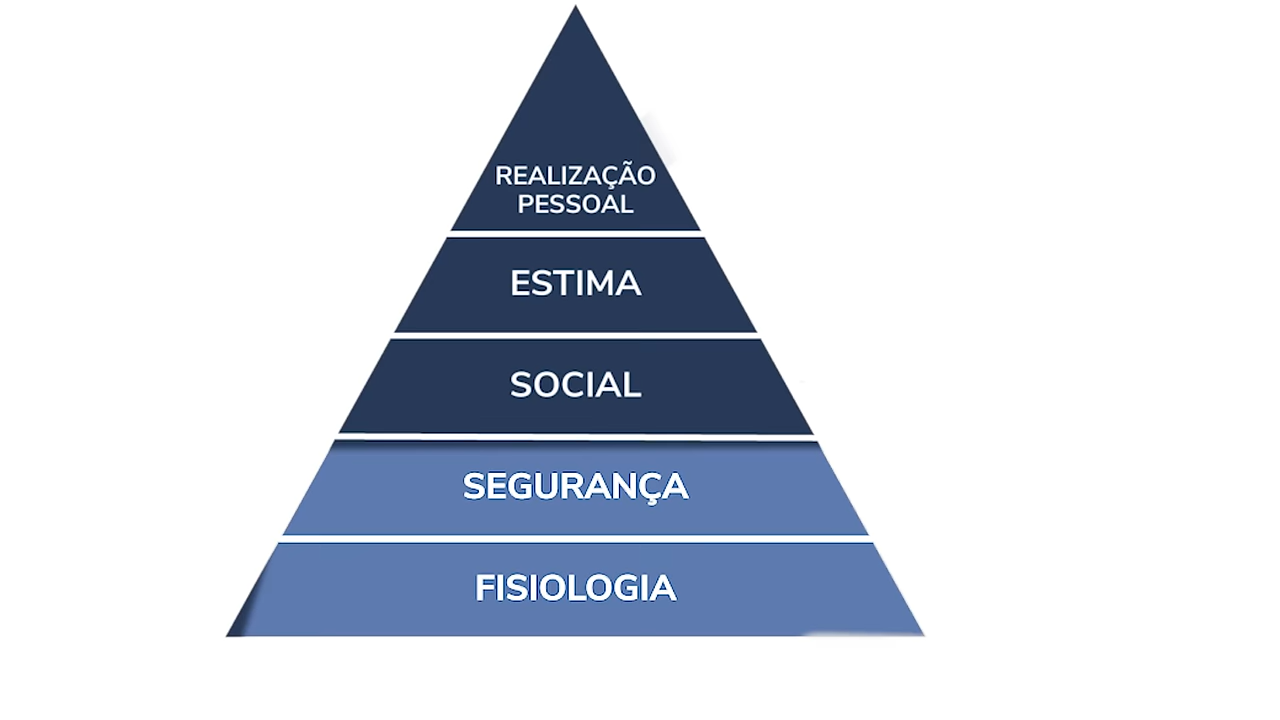 REALIZAÇÃO
PESSOAL
ESTIMA
SOCIAL
SEGURANÇA
FISIOLOGIA